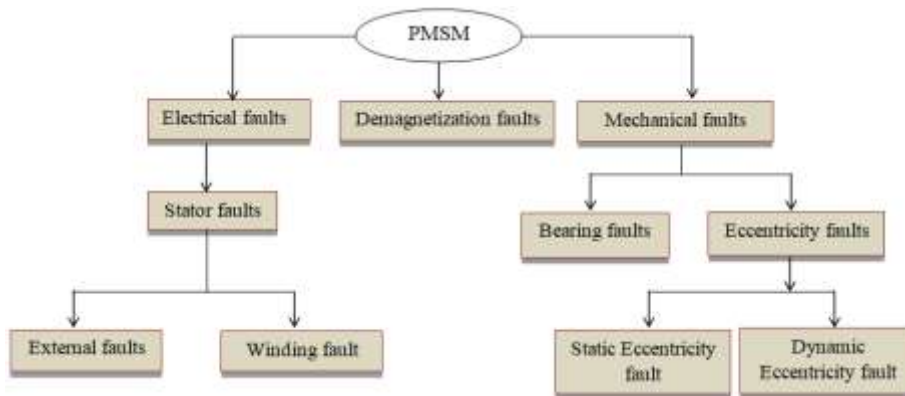 PMSM
Electrical faults
Demagnetization faults
Mechanical faults
Stator faults
Bearing faults
Eccentricity faults
External faults
Winding fault
Static Eccentricity
fault
Dynamic
Eccentricity fault